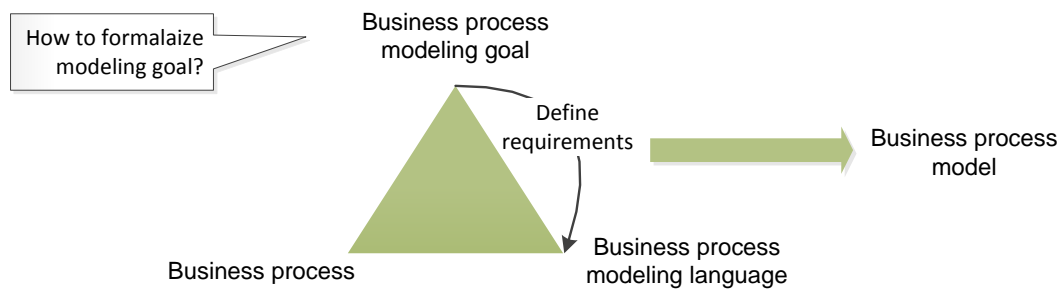 How to formalaize
modeling goal?
Business process
modeling goal
Define
requirements
Business process
model
Business process
Business process
modeling language